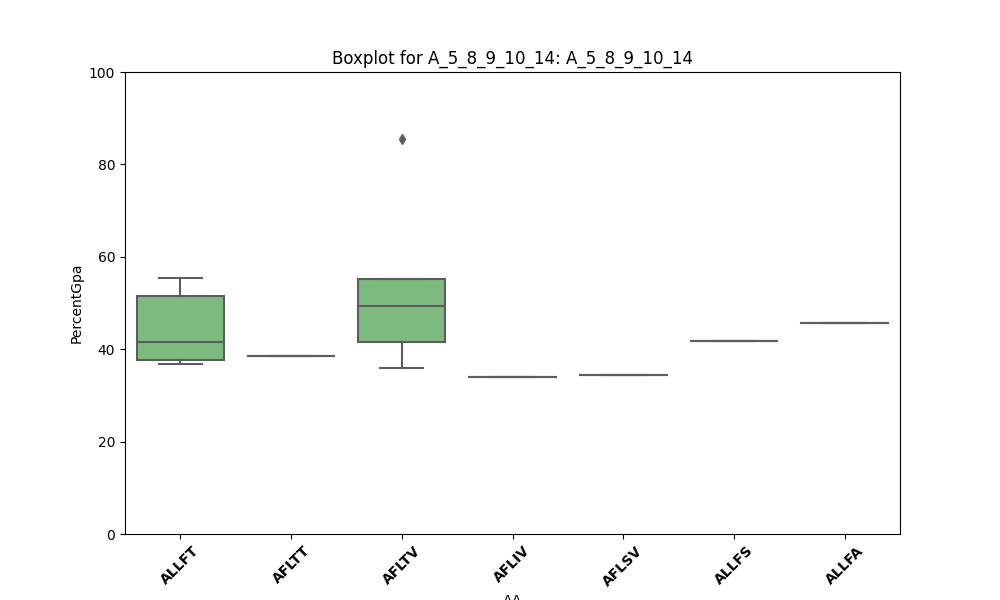 Boxplot for A_5_8_9_10_14: A_5_8_9_10_14
100
80
60
40
20
0
PercentGpa
ALLFT
AFLTT
AFLTV
AFLIV
AFLSV
ALLFS
ALLFA